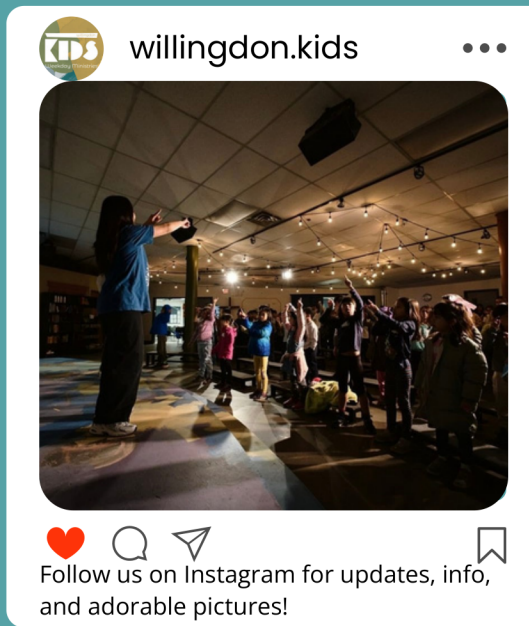 KIDS
willingdon.kids
Follow us on Instagram for updates, info,
and adorable pictures!